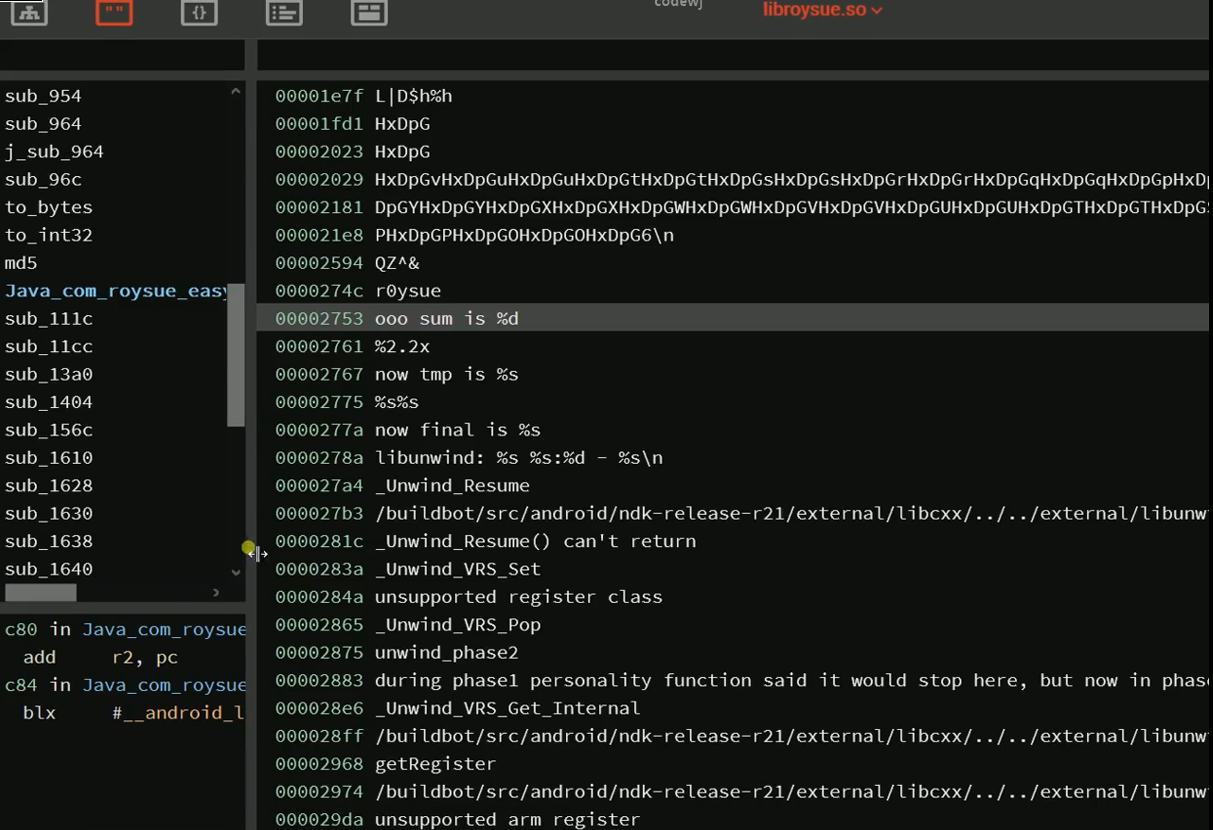 codewj
libroysue.so
sub_954
sub_964
j_sub_964
sub_96c
to_bytes
to_int32
md5
Java_com_roysue_easy
sub_111c
sub_11cc
sub_13a0
sub_1404
sub_156c
sub_1610
sub_1628
sub_1630
sub_1638
sub_1640
c80 in Java_com_roysue
add r2, pc
c84 in Java_com_roysue
blx #__android_l
00001e7f L|D$h%h
00001fd1 HxDpG
00002023 HxDpG
00002029 HxDpGvHxDpGuHxDpGuHxDpGtHxDpGtHxDpGsHxDpGsHxDpGrHxDpGrHxDpGqHxDpGqHxDpGpHxDp
00002181 DpGYHxDpGYHxDpGXHxDpGXHxDpGWHxDpGWHxDpGVHxDpGVHxDpGUHxDpGUHxDpGTHxDpGTHxDpGS
000021e8 PHxDpGPHxDpGOHxDpGOHxDpG6\n
00002594 QZ^&
0000274c r0ysue
00002753 ooo sum is %d
00002761 %2.2x
00002767 now tmp is %s
00002775 %s%s
0000277a now final is %s
0000278a libunwind: %s %s:%d - %s\n
000027a4 _Unwind_Resume
000027b3 /buildbot/src/android/ndk-release-r21/external/libcxx/../../external/libunw
0000281c _Unwind_Resume() can't return
0000283a _Unwind_VRS_Set
0000284a unsupported register class
00002865 _Unwind_VRS_Pop
00002875 unwind_phase2
00002883 during phase1 personality function said it would stop here, but now in phas
000028e6 _Unwind_VRS_Get_Internal
000028ff /buildbot/src/android/ndk-release-r21/external/libcxx/../../external/libunw
00002968 getRegister
00002974 /buildbot/src/android/ndk-release-r21/external/libcxx/../../external/libunw
000029da unsupported arm register